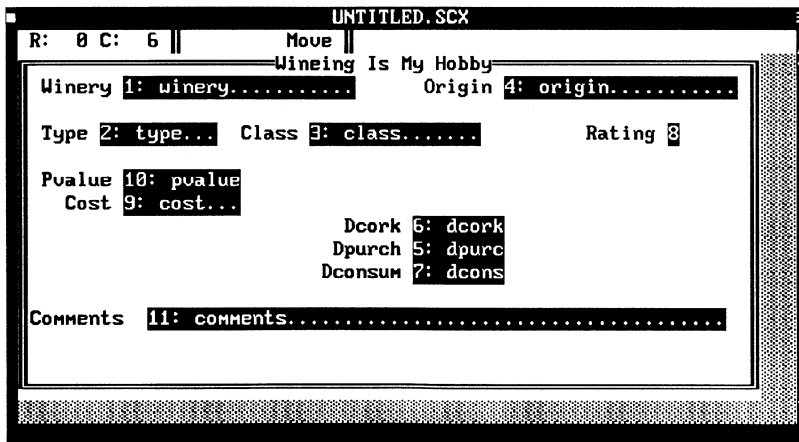 UNTITLED.SCX
R: 0 C: 6 Move
Wineing Is My Hobby
Winery 1: winery........... Origin 4: origin...........
Type 2: type... Class 3: class....... Rating 8
Pvalue 10: pvalue
Cost 9: cost...
Dcork 6: dcork
Dpurch 5: dpurc
Dconsum 7: dcons
Comments 11: comments.....................................